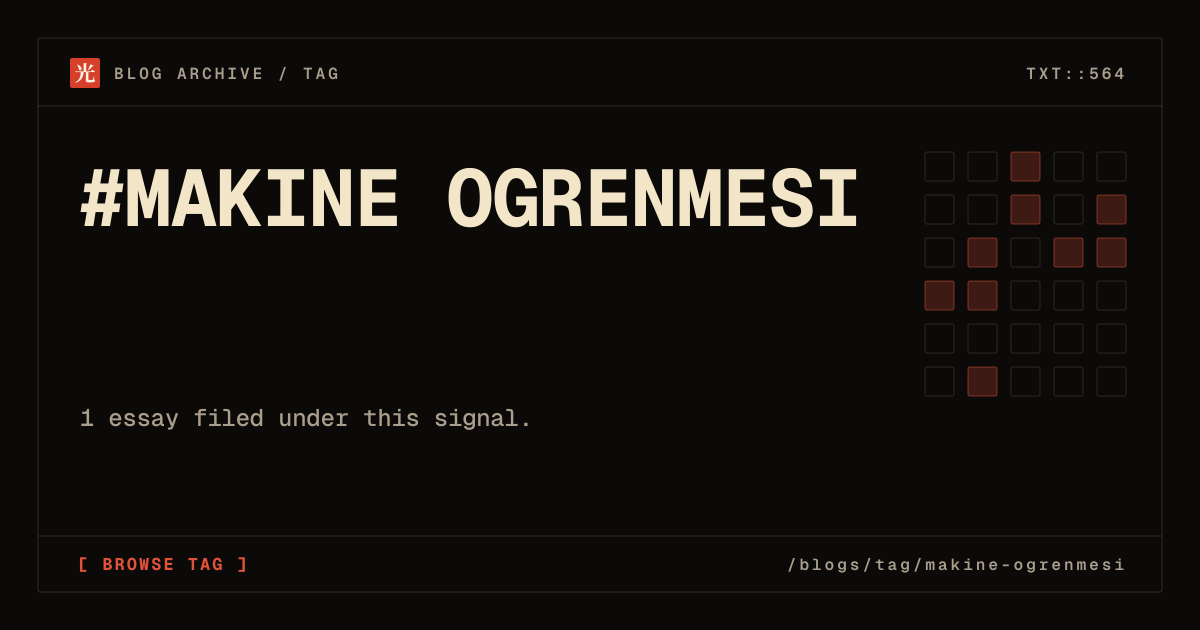 光 BLOG ARCHIVE / TAG
TXT::564
#MAKINE OGRENMESI
1 essay filed under this signal.
[ BROWSE TAG ]
/blogs/tag/makine-ogrenmesi